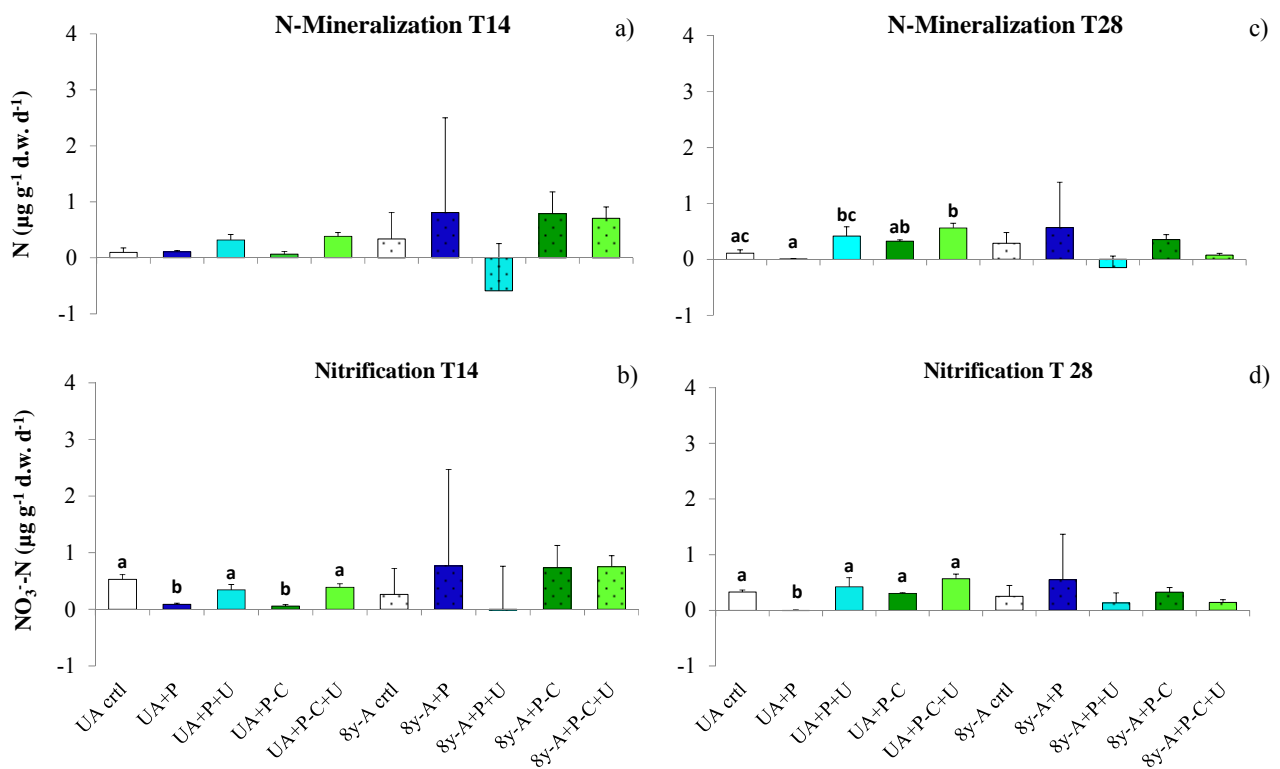 N-Mineralization T14
a)
4
3
2
1
0
-1
N (µg g-1 d.w. d-1)
N-Mineralization T28
c)
4
3
2
1
0
-1
ac
a
bc
ab
b
Nitrification T14
b)
4
3
2
1
0
-1
NO3--N (µg g-1 d.w. d-1)
a
b
a
b
a
UA crtl
UA+P
UA+P+U
UA+P-C
UA+P-C+U
8y-A crtl
8y-A+P
8y-A+P+U
8y-A+P-C
8y-A+P-C+U
Nitrification T 28
d)
4
3
2
1
0
-1
a
b
a
a
a
UA crtl
UA+P
UA+P+U
UA+P-C
UA+P-C+U
8y-A crtl
8y-A+P
8y-A+P+U
8y-A+P-C
8y-A+P-C+U